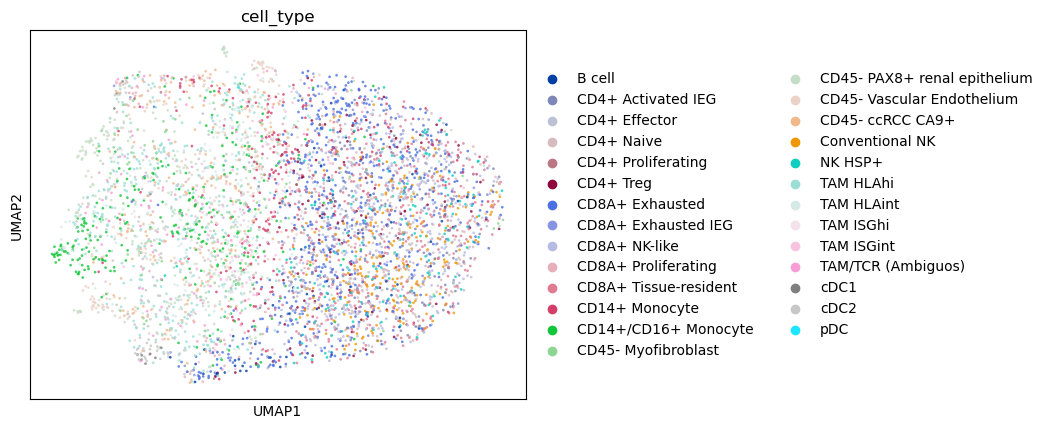 cell_type
UMAP2
UMAP1
B cell
CD4+ Activated IEG
CD4+ Effector
CD4+ Naive
CD4+ Proliferating
CD4+ Treg
CD8A+ Exhausted
CD8A+ Exhausted IEG
CD8A+ NK-like
CD8A+ Proliferating
CD8A+ Tissue-resident
CD14+ Monocyte
CD14+/CD16+ Monocyte
CD45- Myofibroblast
CD45- PAX8+ renal epithelium
CD45- Vascular Endothelium
CD45- ccRCC CA9+
Conventional NK
NK HSP+
TAM HLAhi
TAM HLAint
TAM ISGhi
TAM ISGint
TAM/TCR (Ambiguos)
cDC1
cDC2
pDC